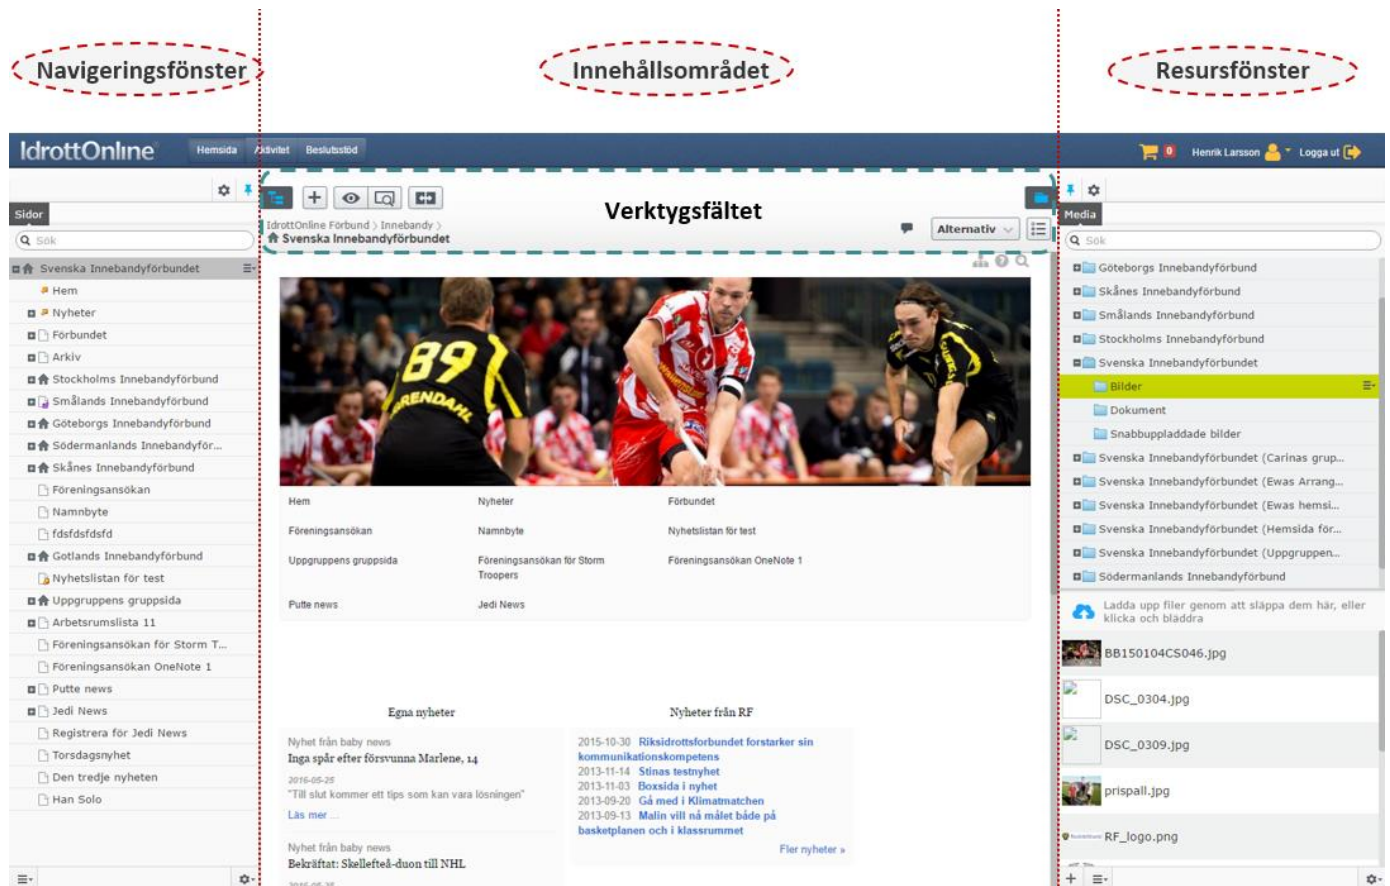 Navigeringsfönster
Innehållsområdet
Resursfönster
IdrottOnline
Hemsida
Aktivitet
Beslutsstöd
0
Henrik Larsson
Logga ut
Sidor
Sök
Svenska Innebandyförbundet
Hem
Nyheter
Förbundet
Arkiv
Stockholms Innebandyförbund
Smålands Innebandyförbund
Göteborgs Innebandyförbund
Södermanlands Innebandyför...
Skånes Innebandyförbund
Föreningsansökan
Namnbyte
fdsfdsfdsfd
Gotlands Innebandyförbund
Nyhetslistan för test
Uppgruppens gruppsida
Arbetsrumslista 11
Föreningsansökan för Storm T...
Föreningsansökan OneNote 1
Putte news
Jedi News
Registrera för Jedi News
Torsdagsnyhet
Den tredje nyheten
Han Solo
Verktygsfältet
IdrottOnline Förbund
Innebandy
Svenska Innebandyförbundet
Alternativ
89
ÖRENDAHL
Hem
Nyheter
Förbundet
Föreningsansökan
Namnbyte
Nyhetslistan för test
Uppgruppens gruppsida
Föreningsansökan för Storm
Troopers
Föreningsansökan OneNote 1
Putte news
Jedi News
Egna nyheter
Nyhet från baby news
Inga spår efter försvunna Marlene, 14
2016-05-25
"Till slut kommer ett tips som kan vara lösningen"
Läs mer ...
Nyhet från baby news
Bekräftat: Skellefteå-duon till NHL
2016-05-25
Nyheter från RF
2015-10-30 Riksidrottsforbundet forstarker sin
kommunikationskompetens
2013-11-14 Stinas testnyhet
2013-11-03 Boxsida i nyhet
2013-09-20 Gå med i Klimatmatchen
2013-09-13 Malin vill nå målet både på
basketplanen och i klassrummet
Fler nyheter »
Media
Sök
Göteborgs Innebandyförbund
Skånes Innebandyförbund
Smålands Innebandyförbund
Stockholms Innebandyförbund
Svenska Innebandyförbundet
Bilder
Dokument
Snabbuppladdade bilder
Svenska Innebandyförbundet (Carinas grup...
Svenska Innebandyförbundet (Ewas Arrang...
Svenska Innebandyförbundet (Ewas hemsi...
Svenska Innebandyförbundet (Hemsida för...
Svenska Innebandyförbundet (Uppgruppen...
Södermanlands Innebandyförbund
Ladda upp filer genom att släppa dem här, eller
klicka och bläddra
BB150104CS046.jpg
DSC_0304.jpg
DSC_0309.jpg
prispall.jpg
RF_logo.png